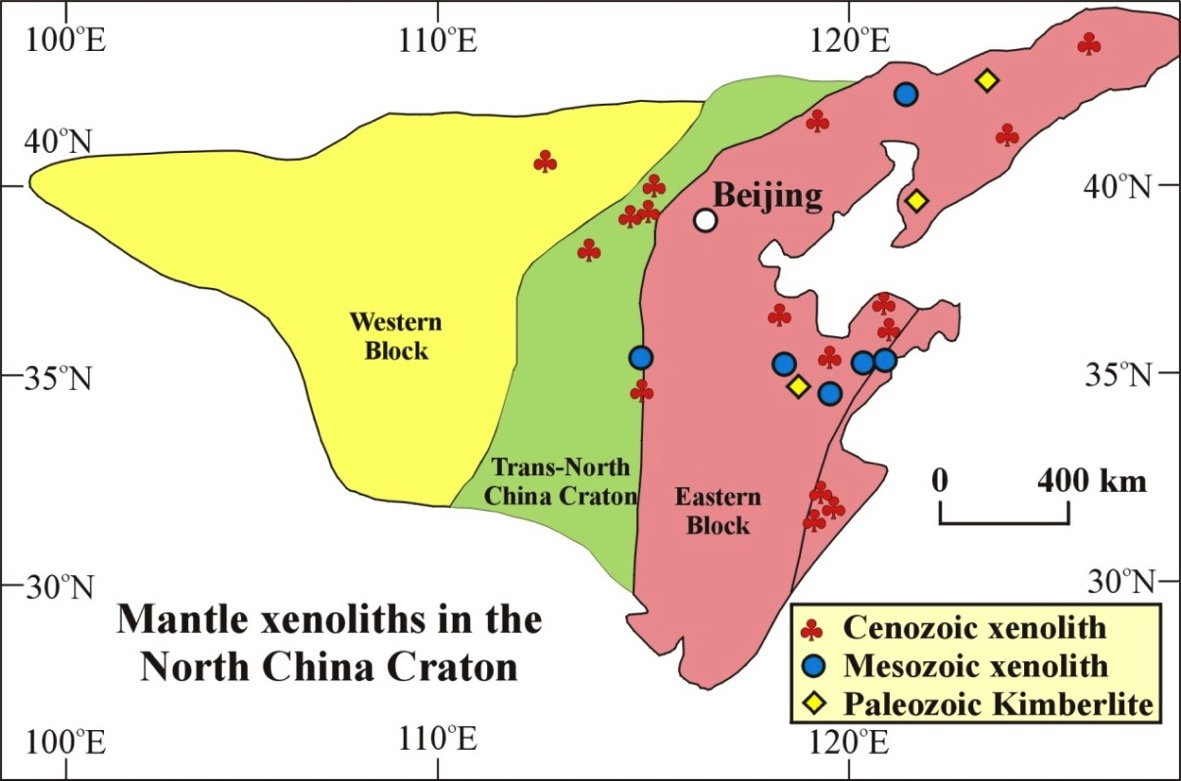 100°E
110°E
120°E
40°N
Beijing
40°N
Western
Block
35°N
35°N
Trans-North
China Craton
Eastern
Block
0
400 km
30°N
30°N
Mantle xenoliths in the
North China Craton
Cenozoic xenolith
Mesozoic xenolith
Paleozoic Kimberlite
100°E
110°E
120°E